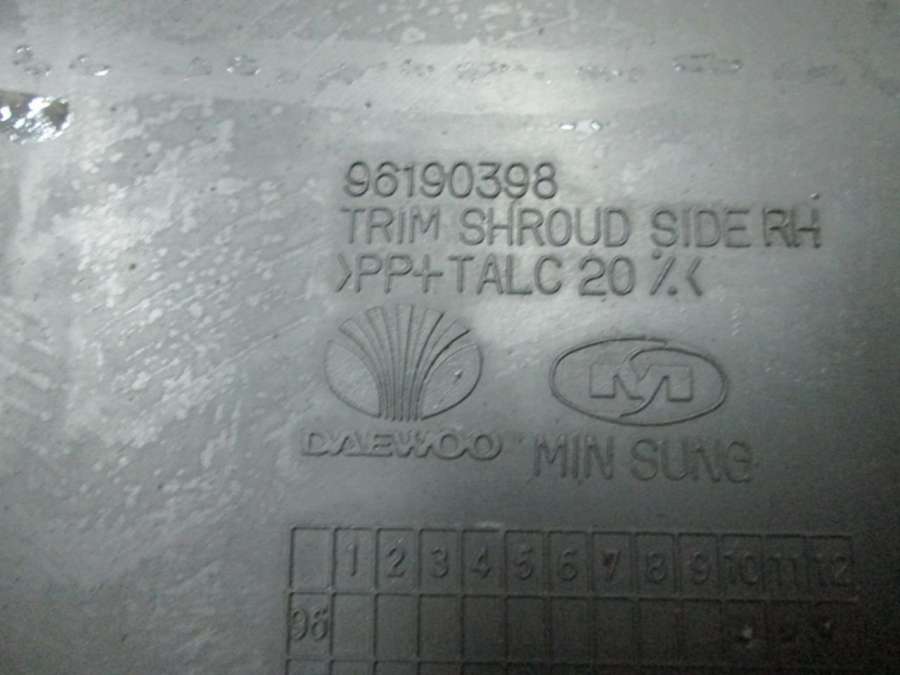 96190398
TRIM SHROUD SIDE RH
>PP+TALC 20 %<
DAEWOO
MIN SUNG
1 2 3 4 5 6 7 8 9 10 11 12
96